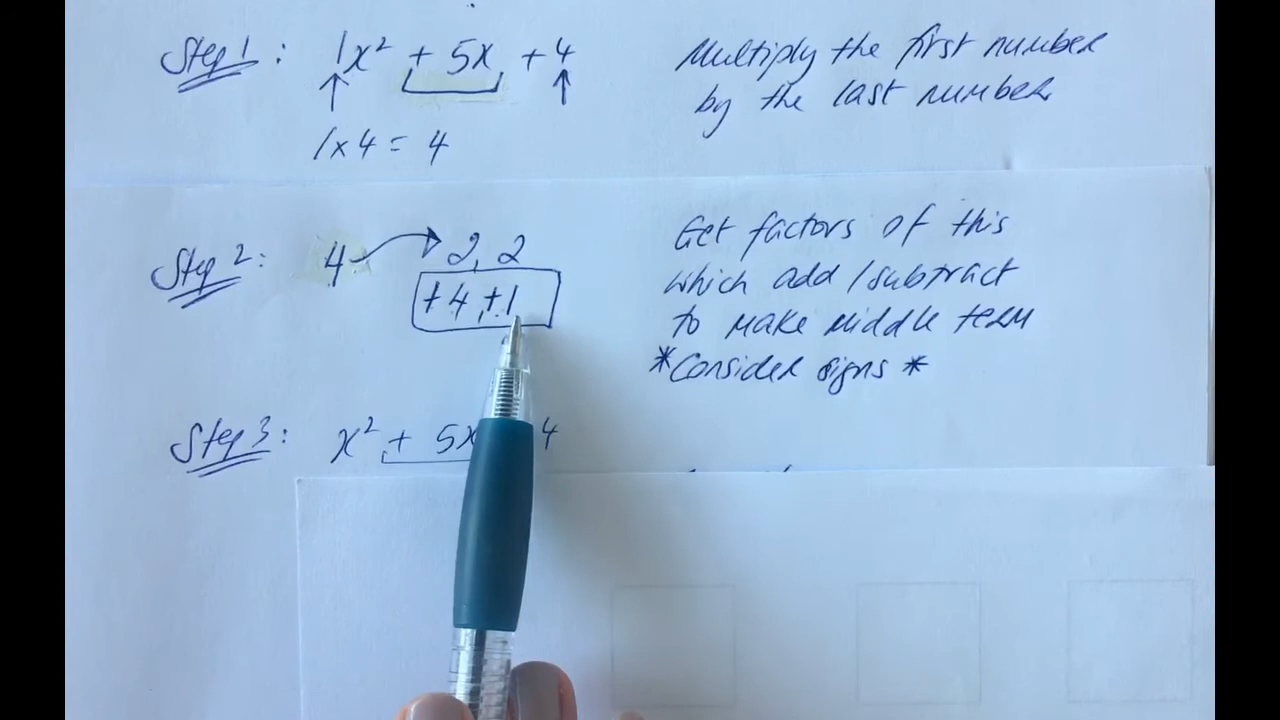 Step 1: 1x² + 5x + 4 Multiply the first number
by the last number
1 x 4 = 4
Step 2: 4 2, 2 Get factors of this
+4, +1 which add / subtract
to make middle term
*Consider signs*
Step 3: x² + 5x 4